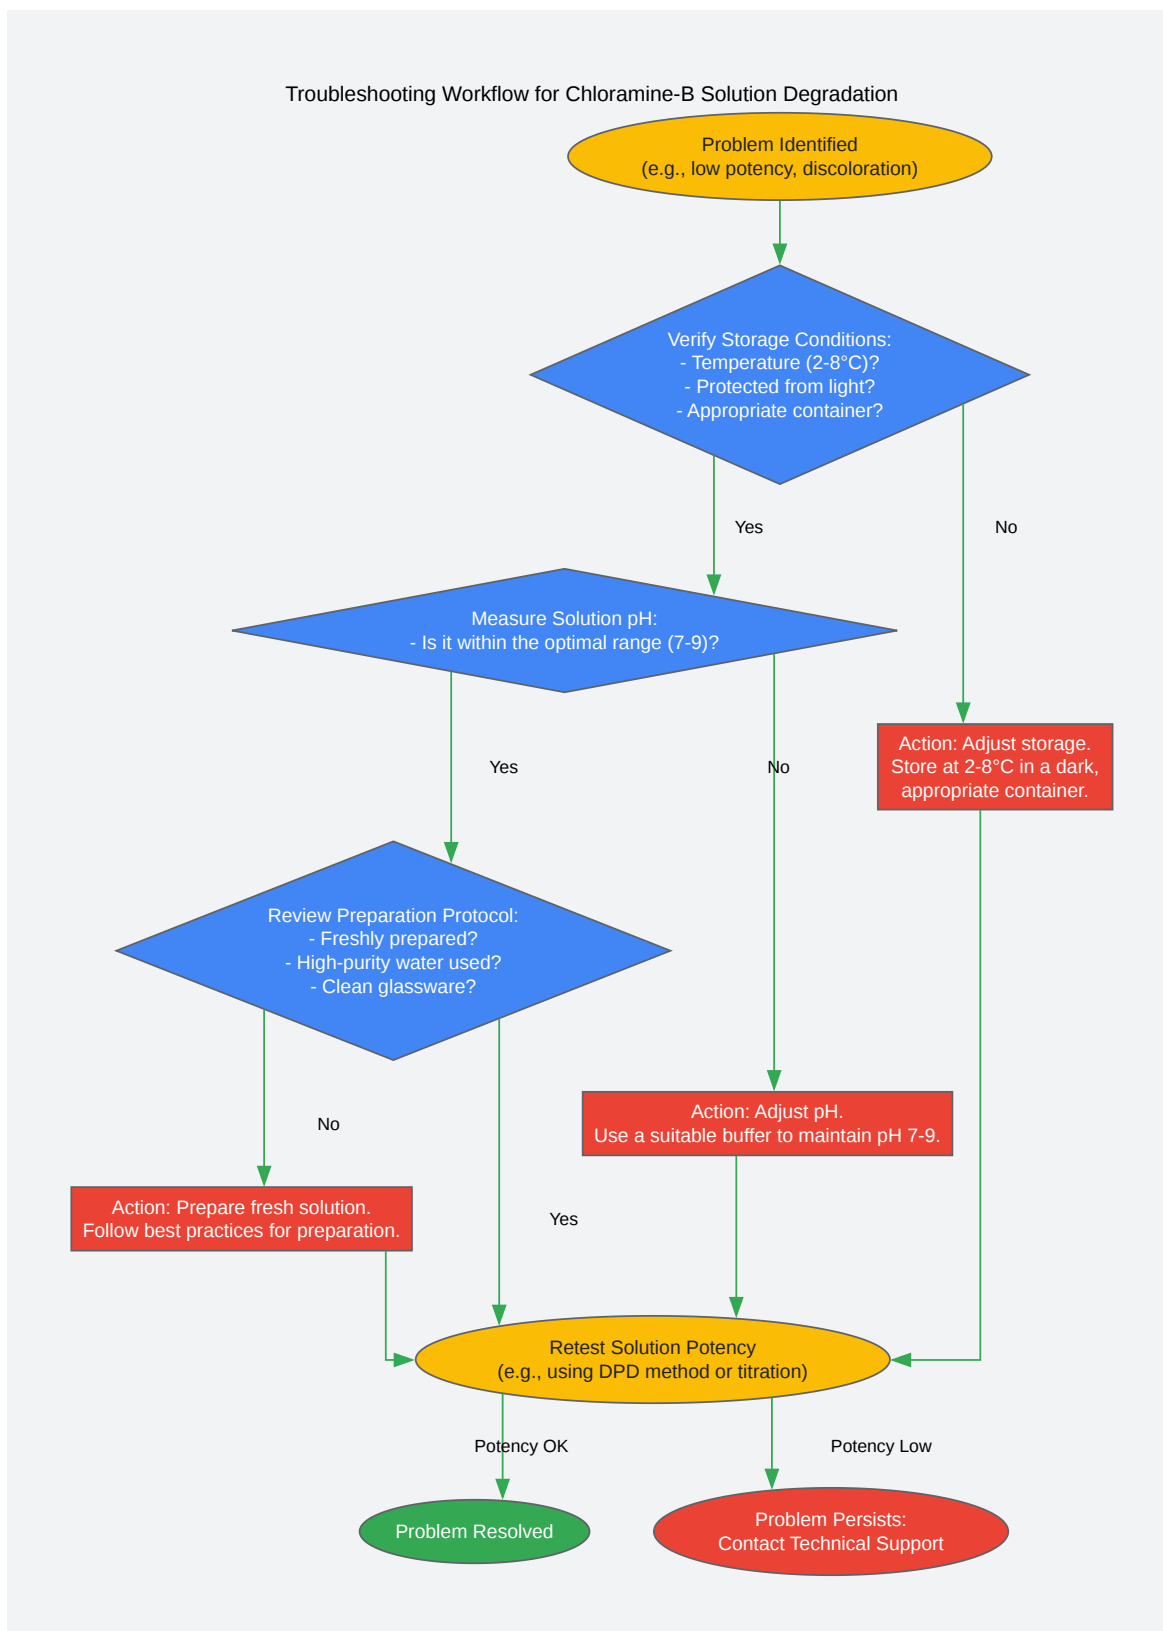 Troubleshooting Workflow for Chloramine-B Solution Degradation
Problem Identified
(e.g., low potency, discoloration)
Verify Storage Conditions:
- Temperature (2-8°C)?
- Protected from light?
- Appropriate container?
Yes
No
Measure Solution pH:
- Is it within the optimal range (7-9)?
Yes
No
Action: Adjust storage.
Store at 2-8°C in a dark,
appropriate container.
Review Preparation Protocol:
- Freshly prepared?
- High-purity water used?
- Clean glassware?
No
Action: Adjust pH.
Use a suitable buffer to maintain pH 7-9.
Action: Prepare fresh solution.
Follow best practices for preparation.
Yes
Retest Solution Potency
(e.g., using DPD method or titration)
Potency OK
Potency Low
Problem Resolved
Problem Persists:
Contact Technical Support